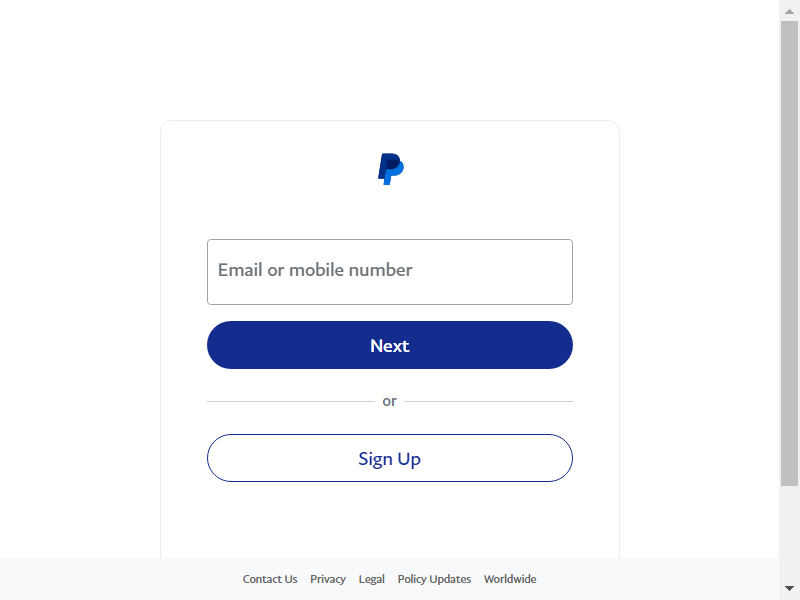 Email or mobile number
Next
or
Sign Up
Contact Us Privacy Legal Policy Updates Worldwide